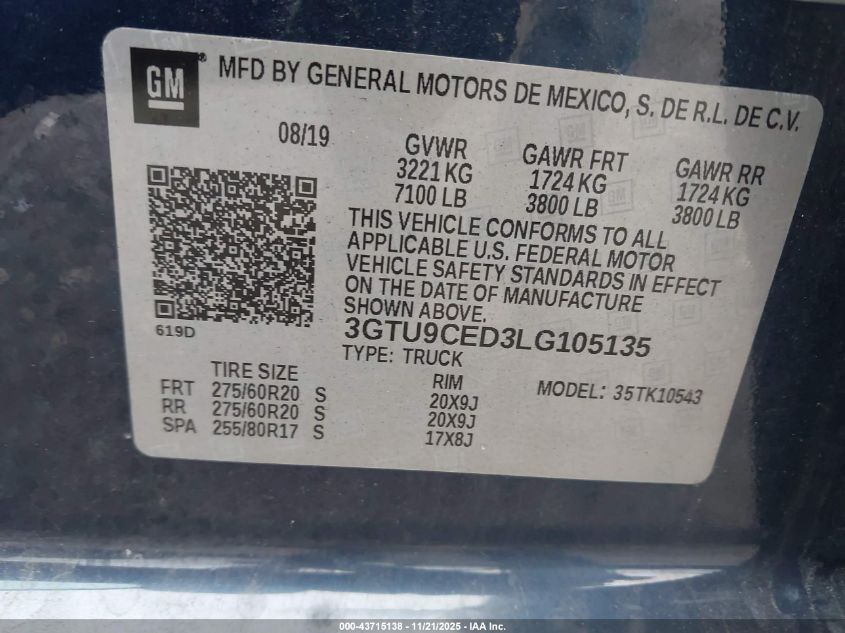 GM ® MFD BY GENERAL MOTORS DE MEXICO, S. DE R.L. DE C.V.
08/19 GVWR GAWR FRT GAWR RR
3221 KG 1724 KG 1724 KG
7100 LB 3800 LB 3800 LB
THIS VEHICLE CONFORMS TO ALL
APPLICABLE U.S. FEDERAL MOTOR
VEHICLE SAFETY STANDARDS IN EFFECT
ON THE DATE OF MANUFACTURE
SHOWN ABOVE.
619D
3GTU9CED3LG105135
TYPE: TRUCK
TIRE SIZE RIM MODEL: 35TK10543
FRT 275/60R20 S 20X9J
RR 275/60R20 S 20X9J
SPA 255/80R17 S 17X8J
000-43715138 - 11/21/2025 - IAA Inc.